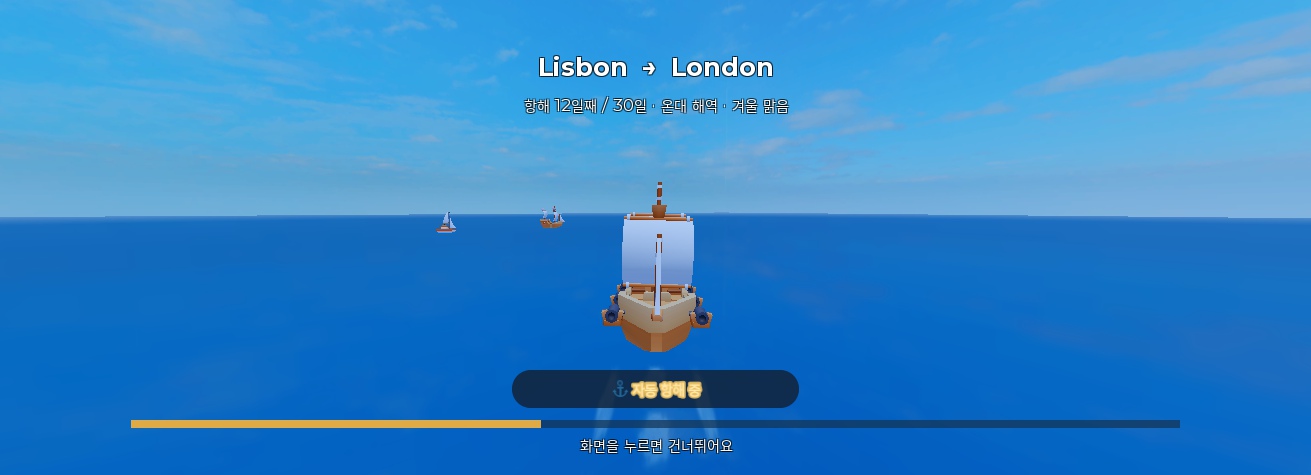 Lisbon → London
항해 12일째 / 30일 · 온대 해역 · 겨울 맑음
⚓ 자동 항해 중
화면을 누르면 건너뛰어요